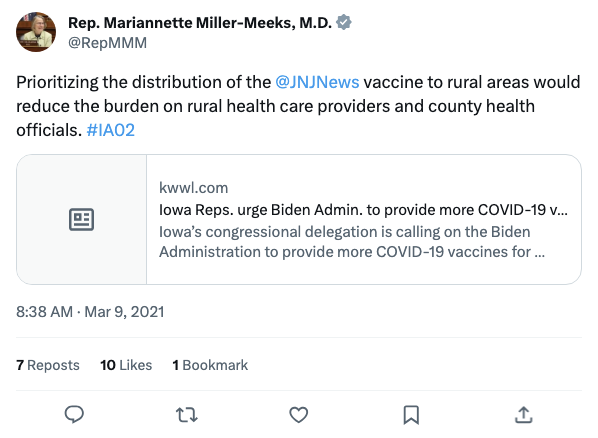 Rep. Mariannette Miller-Meeks, M.D.
@RepMMM
Prioritizing the distribution of the @JNJNews vaccine to rural areas would
reduce the burden on rural health care providers and county health
officials. #IA02
kwwl.com
Iowa Reps. urge Biden Admin. to provide more COVID-19 v...
Iowa's congressional delegation is calling on the Biden
Administration to provide more COVID-19 vaccines for ...
8:38 AM · Mar 9, 2021
7 Reposts 10 Likes 1 Bookmark